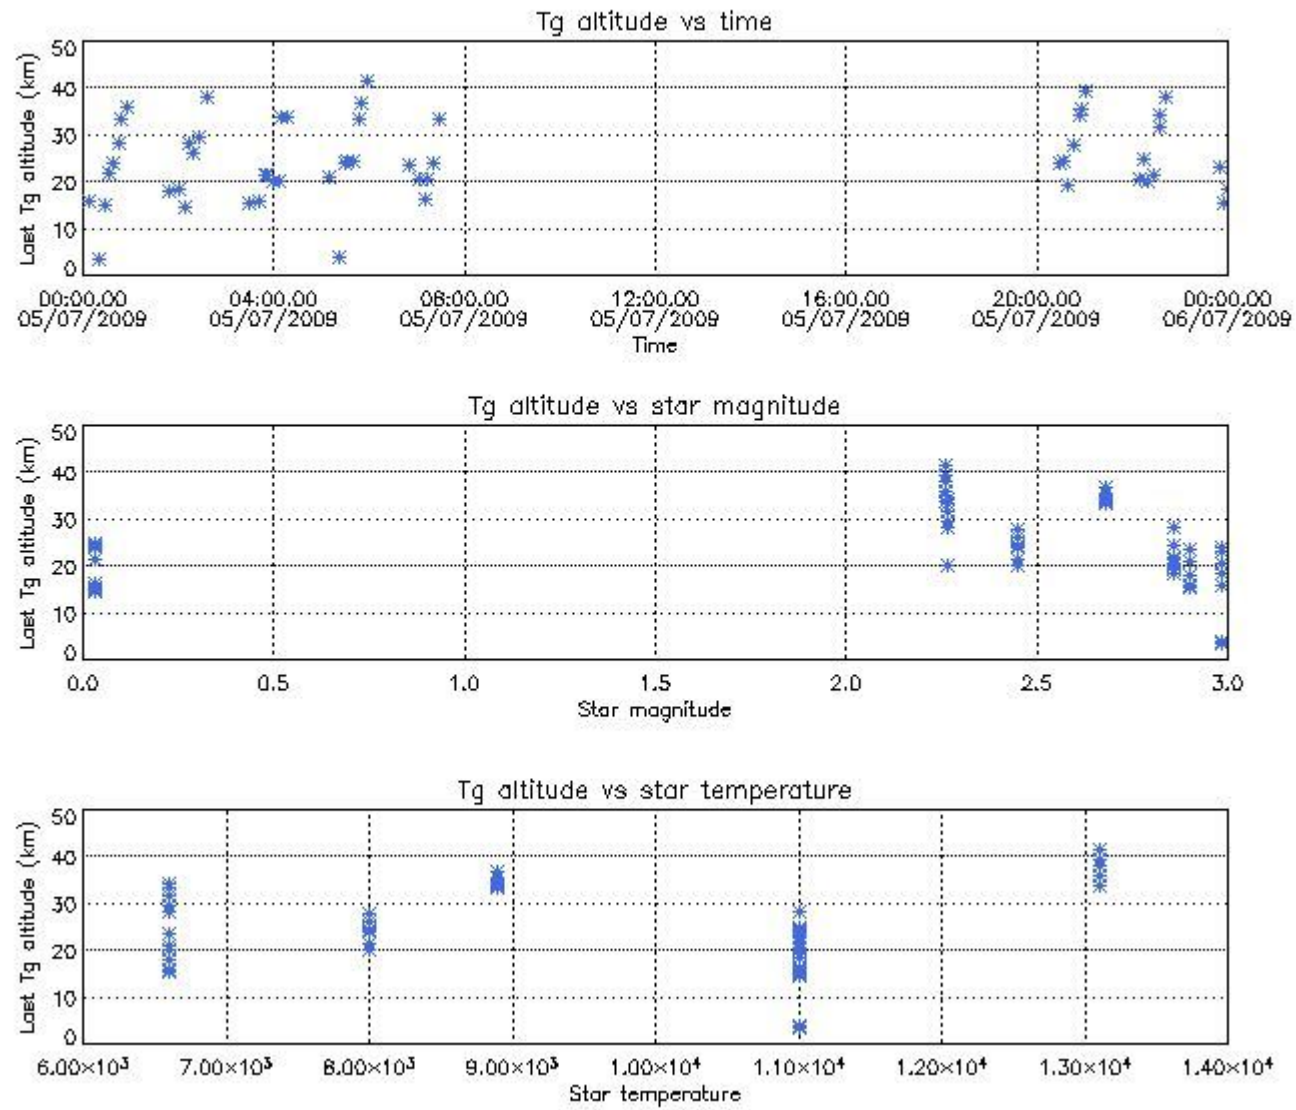 Tg altitude vs time
Last Tg altitude (km)
50
40
30
20
10
0
00:00.00 04:00.00 08:00.00 12:00.00 16:00.00 20:00.00 00:00.00
05/07/2009 05/07/2009 05/07/2009 05/07/2009 05/07/2009 05/07/2009 06/07/2009
Time
Tg altitude vs star magnitude
Last Tg altitude (km)
50
40
30
20
10
0
0.0 0.5 1.0 1.5 2.0 2.5 3.0
Star magnitude
Tg altitude vs star temperature
Last Tg altitude (km)
50
40
30
20
10
0
6.00×10³ 7.00×10³ 8.00×10³ 9.00×10³ 1.00×10⁴ 1.10×10⁴ 1.20×10⁴ 1.30×10⁴ 1.40×10⁴
Star temperature